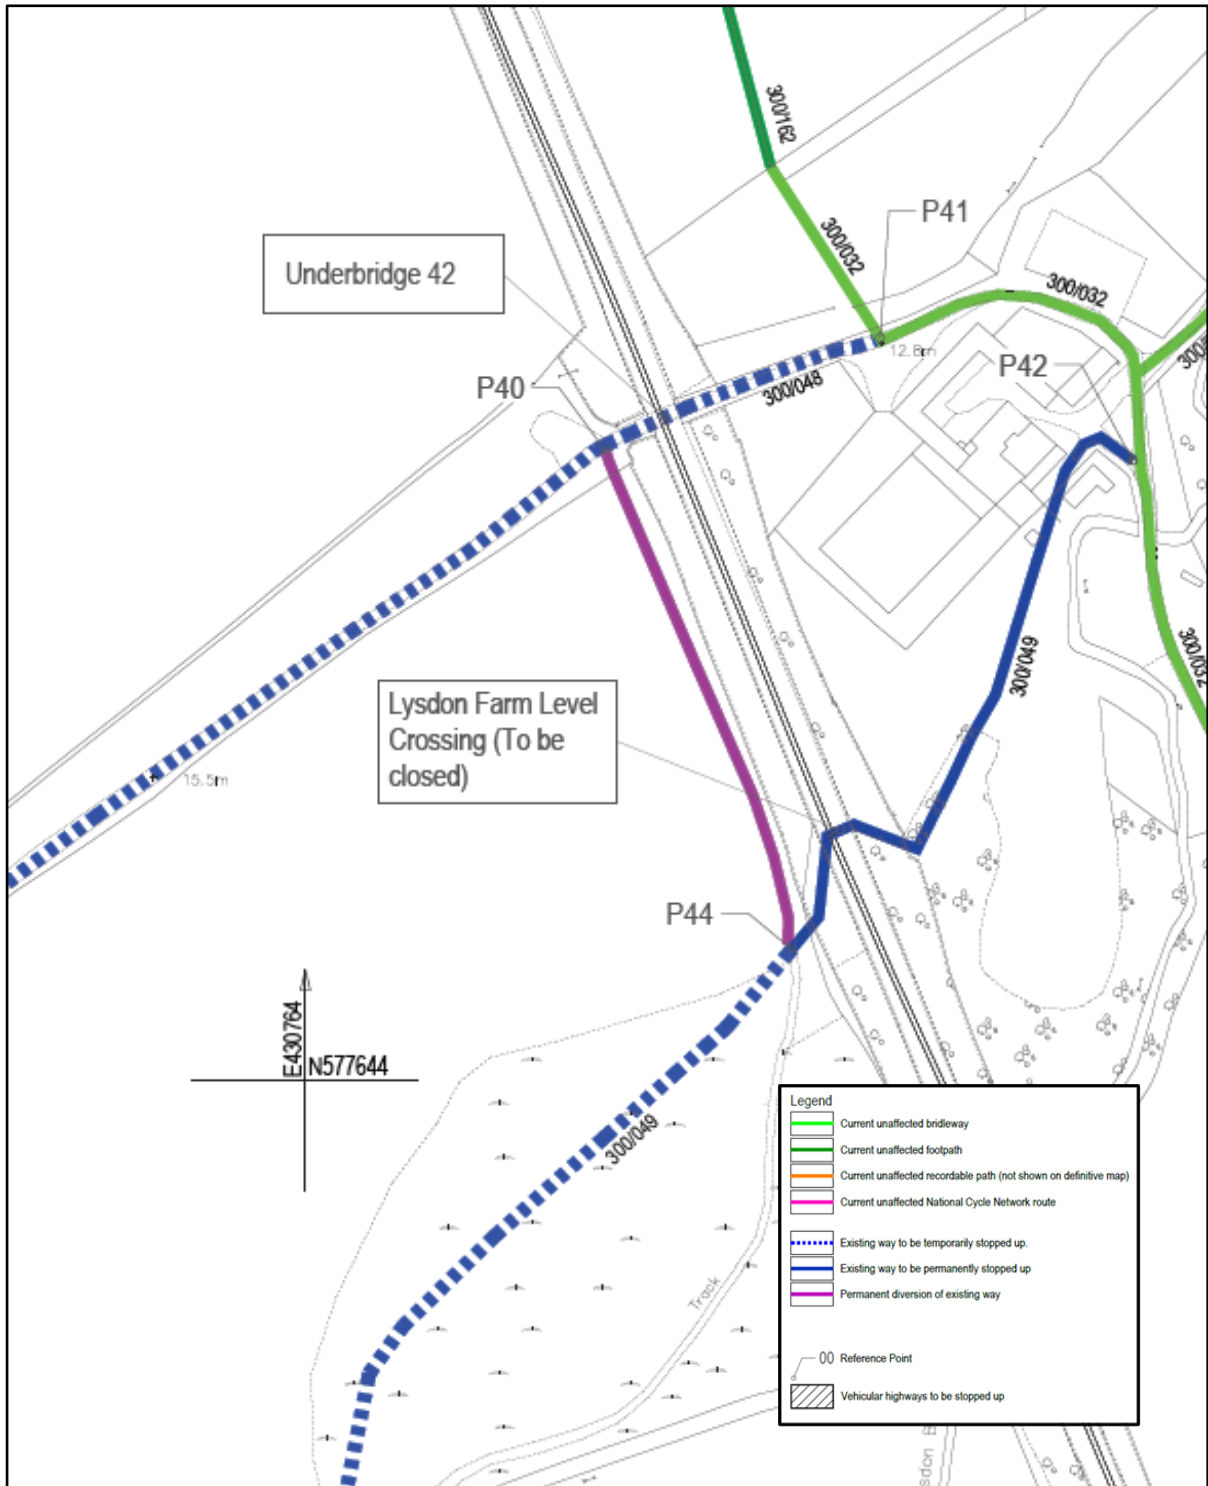 300/162
P41
300/032
Underbridge 42
300/032
12.8m
P42
P40
300/048
300/049
300/032
Lysdon Farm Level
Crossing (To be
closed)
15.5m
P44
E430764
N577644
300/049
Track
Legend
Current unaffected bridleway
Current unaffected footpath
Current unaffected recordable path (not shown on definitive map)
Current unaffected National Cycle Network route
Existing way to be temporarily stopped up.
Existing way to be permanently stopped up
Permanent diversion of existing way
00 Reference Point
Vehicular highways to be stopped up